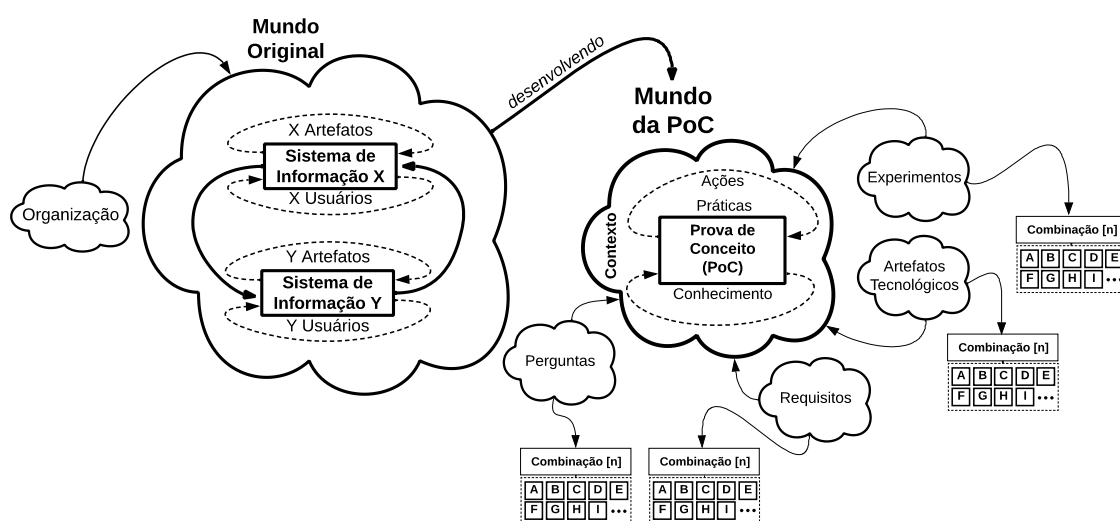 Mundo
Original
desenvolvendo
Mundo
da PoC
X Artefatos
Sistema de
Informação X
X Usuários
Organização
Y Artefatos
Sistema de
Informação Y
Y Usuários
Contexto
Ações
Práticas
Prova de
Conceito
(PoC)
Conhecimento
Experimentos
Combinação [n]
A B C D E
F G H I ...
Artefatos
Tecnológicos
Combinação [n]
A B C D E
F G H I ...
Perguntas
Requisitos
Combinação [n]
A B C D E
F G H I ...
Combinação [n]
A B C D E
F G H I ...